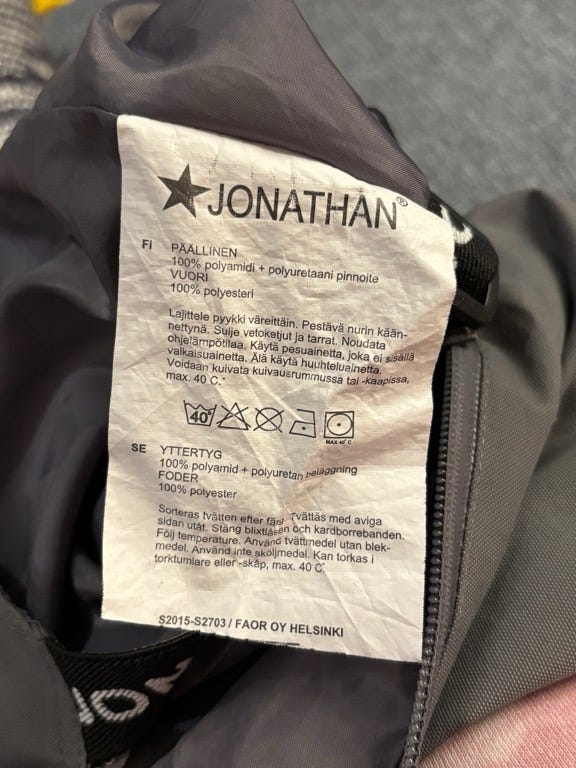 ★JONATHAN®
FI PÄÄLLINEN
100% polyamidi + polyuretaani pinnoite
VUORI
100% polyesteri
Lajittele pyykki väreittäin. Pestävä nurin kään-
nettynä. Sulje vetoketjut ja tarrat. Noudata
ohjelämpötilaa. Käytä pesuainetta, joka ei sisällä
valkaisuainetta. Älä käytä huuhteluainetta.
Voidaan kuivata kuivausrummussa tai -kaapissa,
max. 40 C.°
40°
MAX 40°C
SE YTTERTYG
100% polyamid + polyuretan beläggning
FODER
100% polyester
Sorteras tvätten efter färg. Tvättäs med aviga
sidan utåt. Stäng blixtlåsen och kardborrebanden.
Följ temperature. Använd tvättmedel utan blek-
medel. Använd inte sköljmedel. Kan torkas i
torktumlare eller -skåp, max. 40 C°
S2015-S2703 / FAOR OY HELSINKI